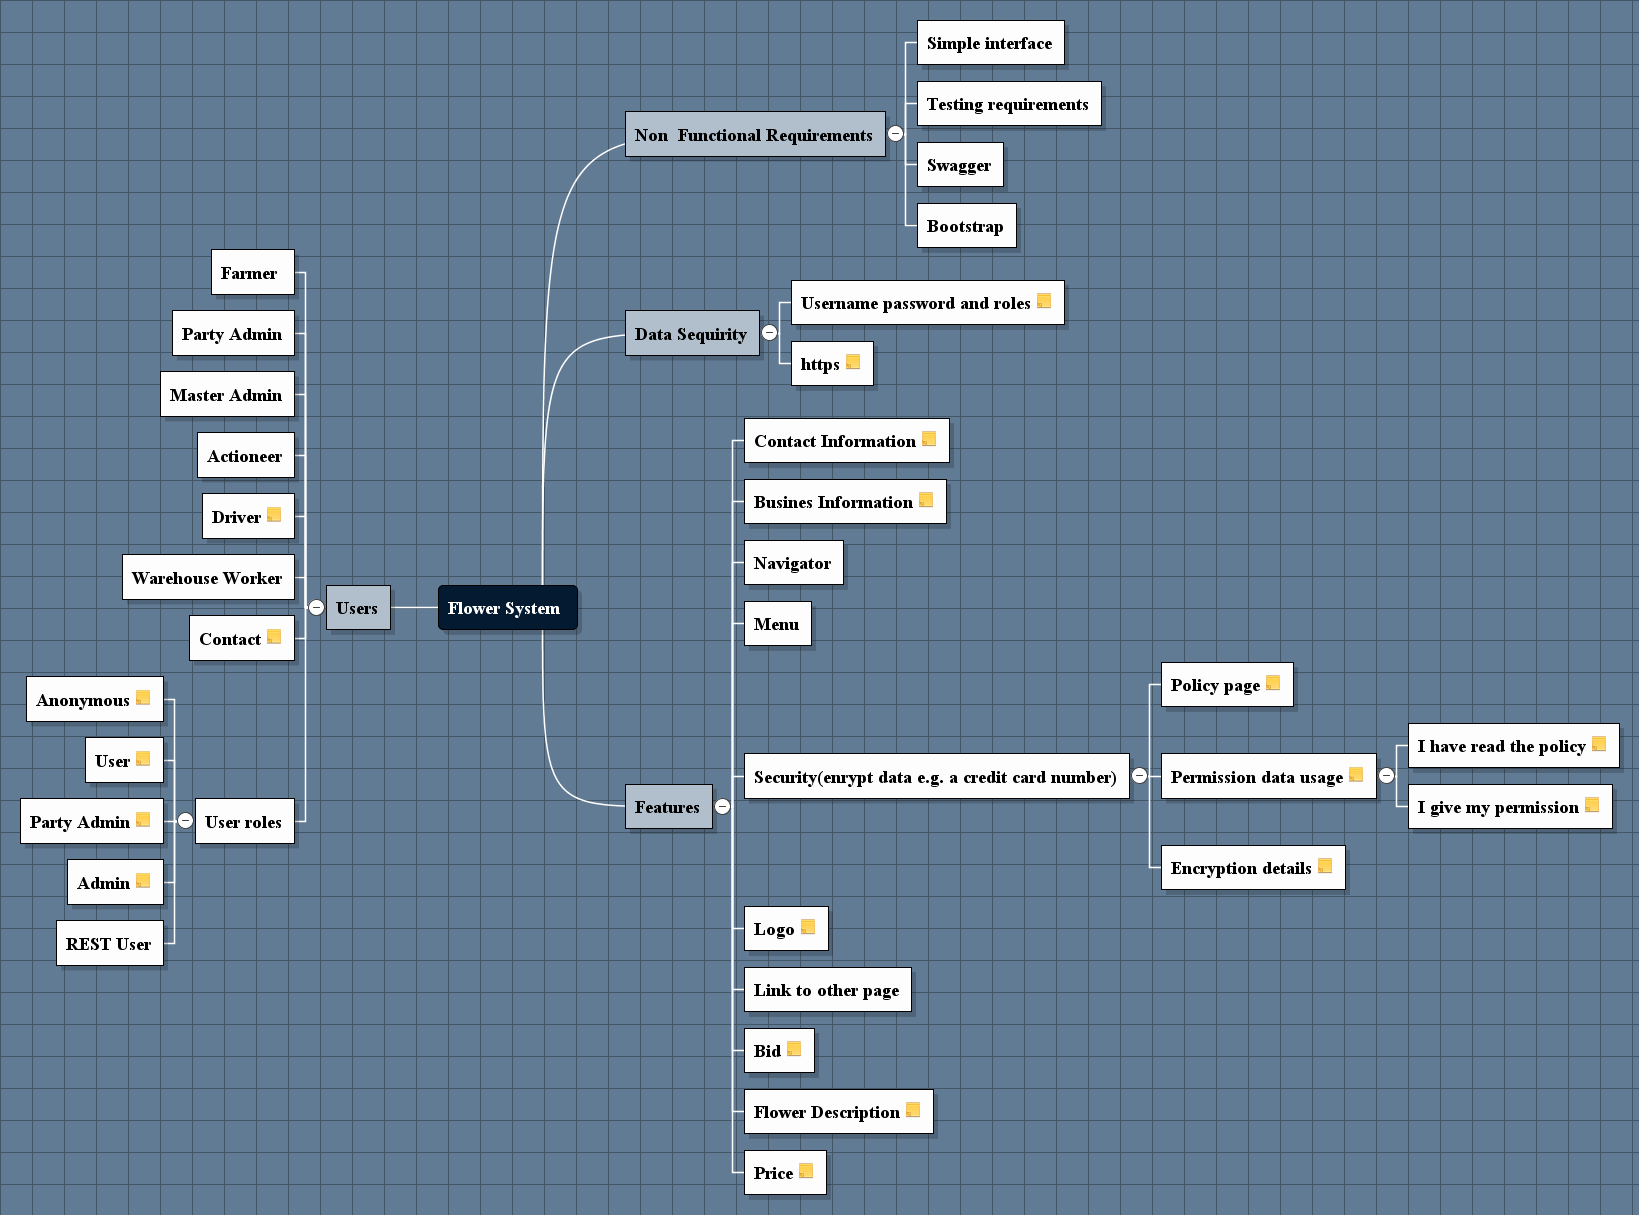 Simple interface
Testing requirements
Non  Functional Requirements
Swagger
Bootstrap
Username password and roles
Data Sequirity
https
Farmer
Party Admin
Master Admin
Actioneer
Driver
Warehouse Worker
Contact
Users
Flower System
Anonymous
User
Party Admin
User roles
Admin
REST User
Contact Information
Busines Information
Navigator
Menu
Features
Security(enrypt data e.g. a credit card number)
Policy page
Permission data usage
I have read the policy
I give my permission
Encryption details
Logo
Link to other page
Bid
Flower Description
Price